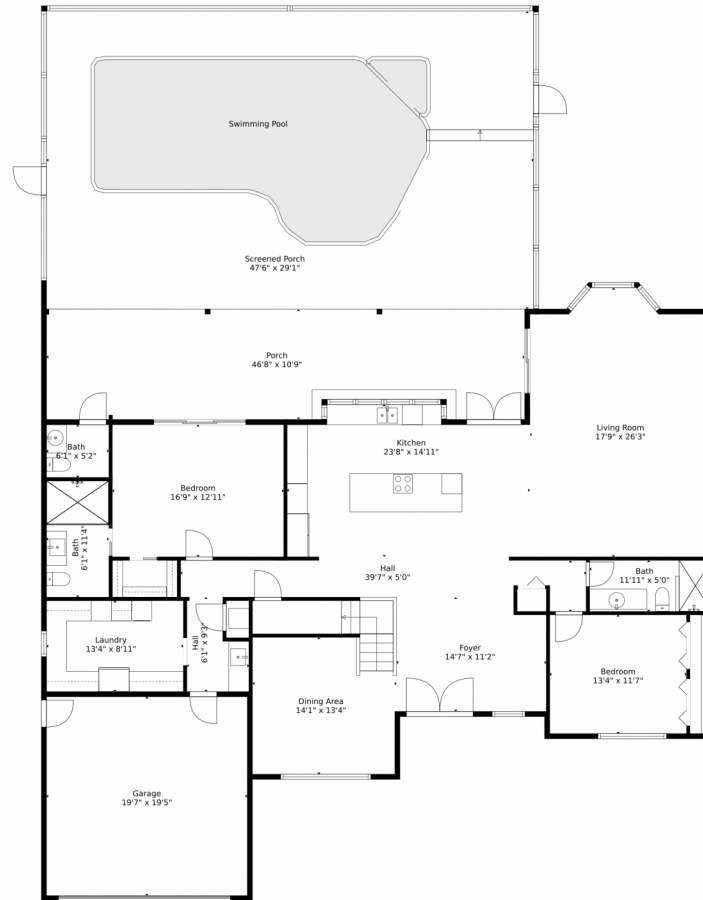 Swimming Pool
Screened Porch
47'6" x 29'1"
Porch
46'8" x 10'9"
Living Room
17'9" x 26'3"
Kitchen
23'8" x 14'11"
Bath
6'1" x 5'2"
Bedroom
16'9" x 12'11"
Bath
6'1" x 11'4"
Hall
39'7" x 5'0"
Bath
11'11" x 5'0"
Laundry
13'4" x 8'11"
Hall
6'1" x 9'3"
Foyer
14'7" x 11'2"
Bedroom
13'4" x 11'7"
Dining Area
14'1" x 13'4"
Garage
19'7" x 19'5"